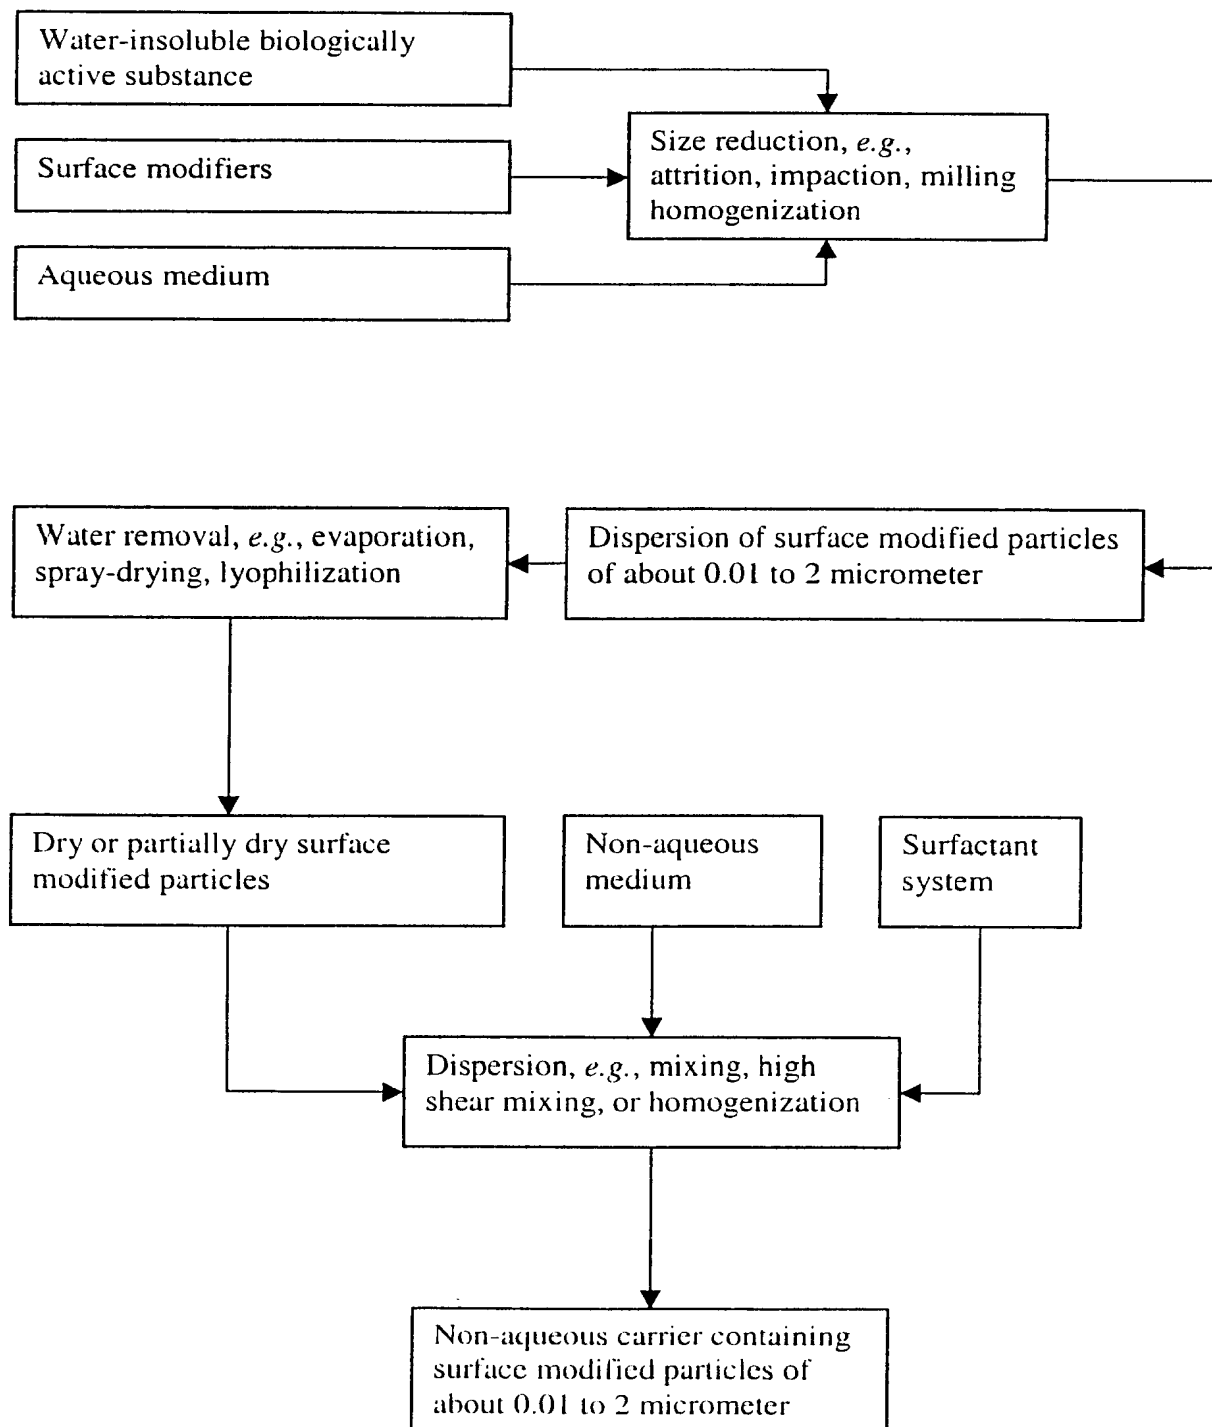 Water-insoluble biologically
active substance
Surface modifiers
Aqueous medium
Size reduction, e.g.,
attrition, impaction, milling
homogenization
Water removal, e.g., evaporation,
spray-drying, lyophilization
Dispersion of surface modified particles
of about 0.01 to 2 micrometer
Dry or partially dry surface
modified particles
Non-aqueous
medium
Surfactant
system
Dispersion, e.g., mixing, high
shear mixing, or homogenization
Non-aqueous carrier containing
surface modified particles of
about 0.01 to 2 micrometer